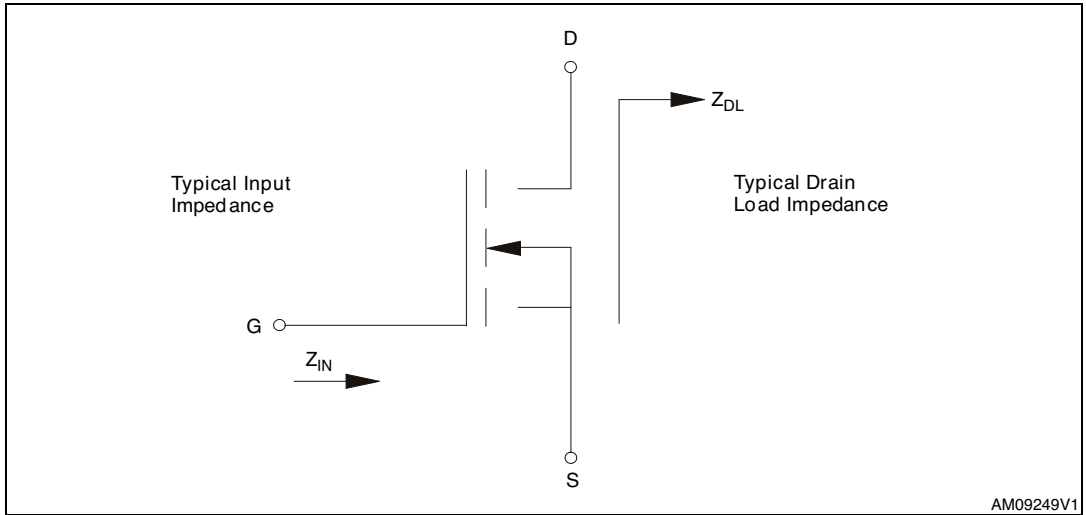 D
Z_DL
Typical Input
Impedance
Typical Drain
Load Impedance
G
Z_IN
S
AM09249V1